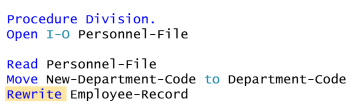 Procedure Division.
Open I-O Personnel-File
Read Personnel-File
Move New-Department-Code to Department-Code
Rewrite Employee-Record